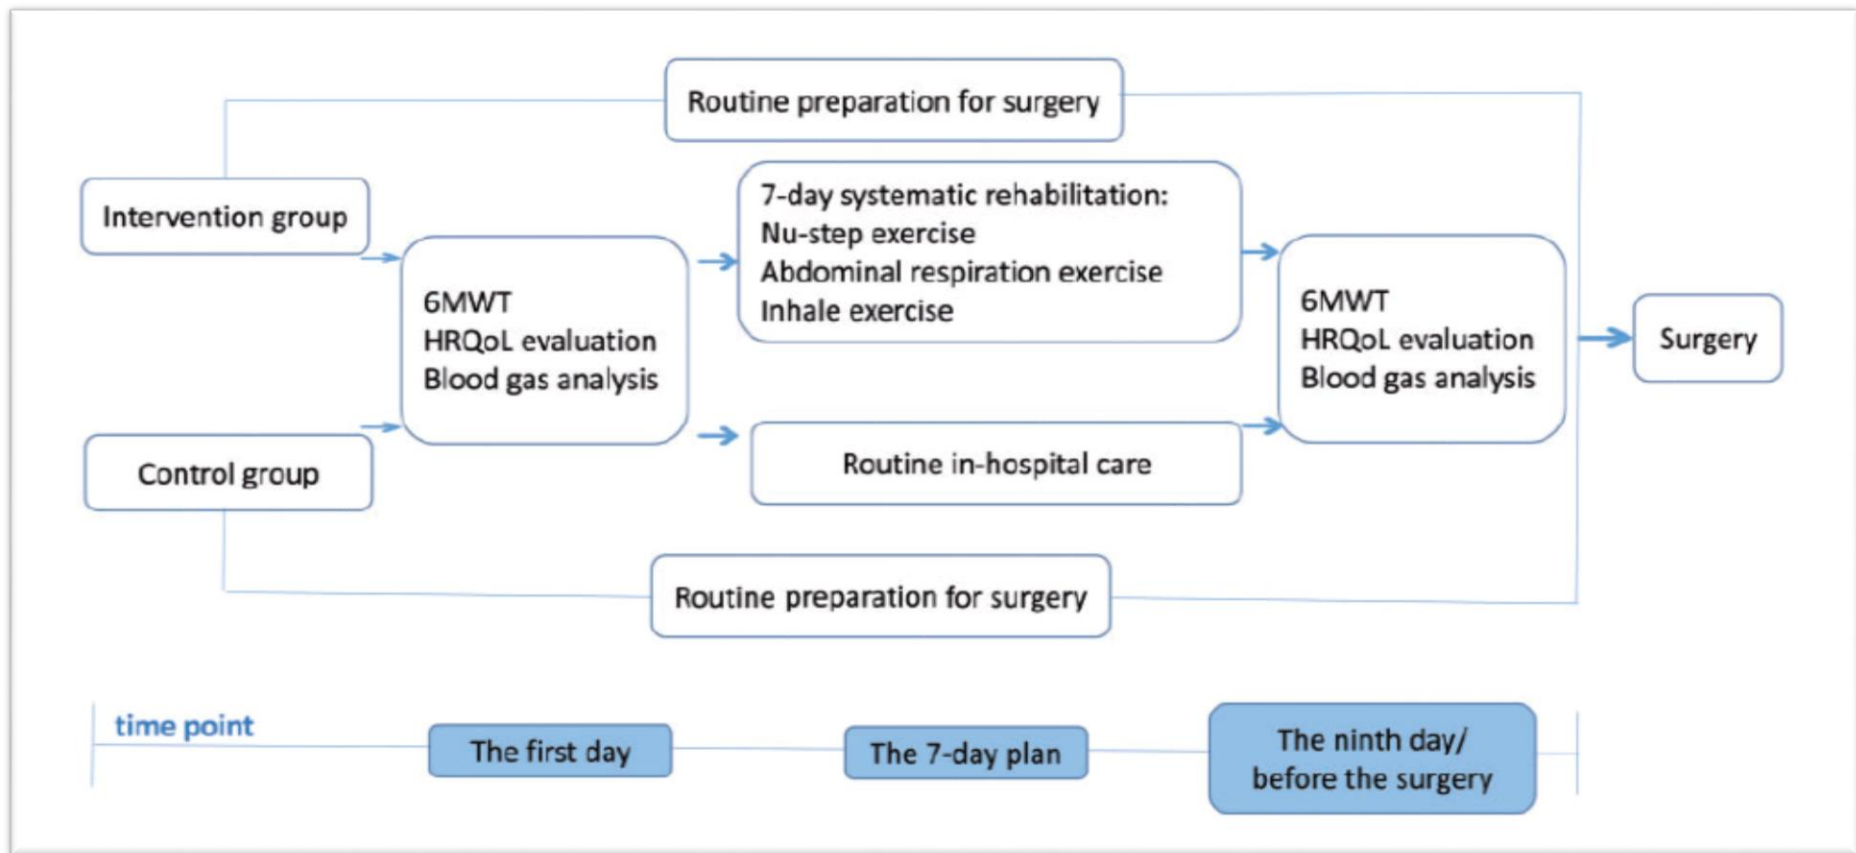 Routine preparation for surgery
Intervention group
6MWT
HRQoL evaluation
Blood gas analysis
7-day systematic rehabilitation:
Nu-step exercise
Abdominal respiration exercise
Inhale exercise
6MWT
HRQoL evaluation
Blood gas analysis
Surgery
Control group
Routine in-hospital care
Routine preparation for surgery
time point
The first day
The 7-day plan
The ninth day/
before the surgery